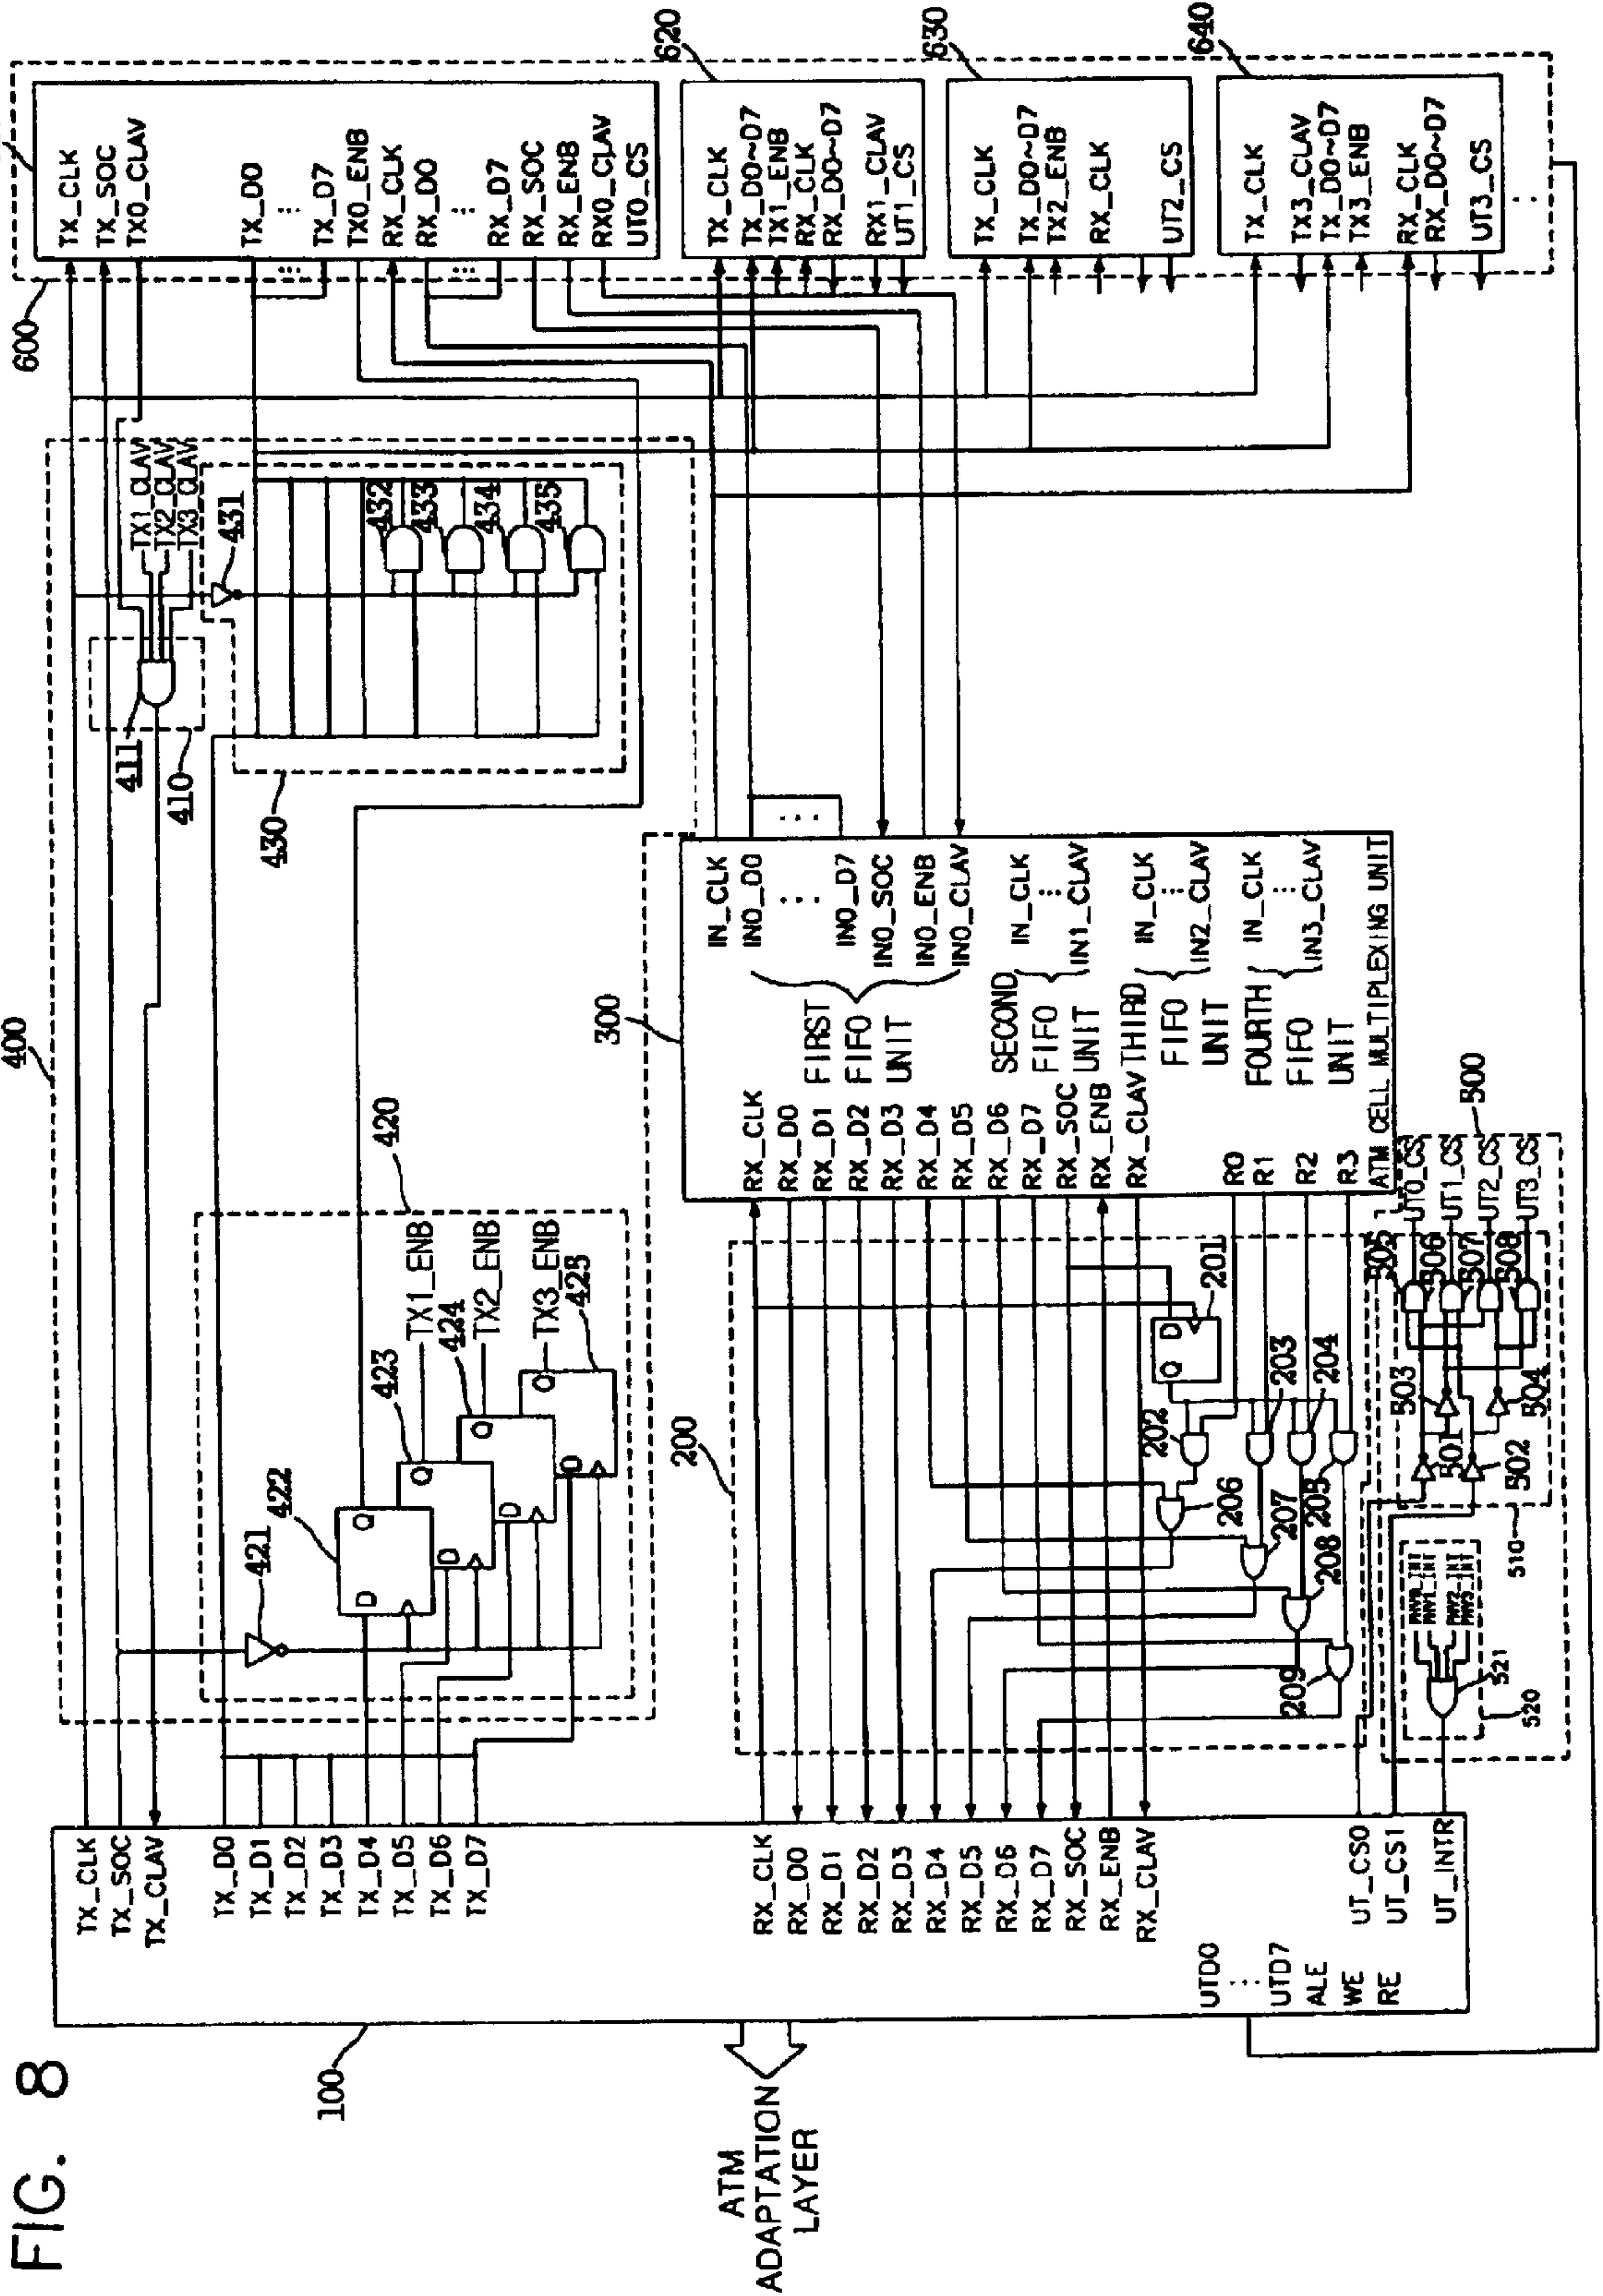 FIG. 8
ATM
ADAPTATION
LAYER
100
TX_CLK
TX_SOC
TX_CLAV
TX_D0
TX_D1
TX_D2
TX_D3
TX_D4
TX_D5
TX_D6
TX_D7
RX_CLK
RX_D0
RX_D1
RX_D2
RX_D3
RX_D4
RX_D5
RX_D6
RX_D7
RX_SOC
RX_ENB
RX_CLAV
UTD0
UTD7
ALE
WE
RE
UT_CS0
UT_CS1
UT_INTR
400
420
421
422
D
Q
423
D
Q
TX1_ENB
424
D
Q
TX2_ENB
425
D
Q
TX3_ENB
410
411
TX1_CLAV
TX2_CLAV
TX3_CLAV
430
431
432
433
434
435
200
201
D
Q
202
203
204
205
206
207
208
209
300
RX_CLK
RX_D0
RX_D1
RX_D2
RX_D3
RX_D4
RX_D5
RX_D6
RX_D7
RX_SOC
RX_ENB
RX_CLAV
R0
R1
R2
R3
FIRST
FIFO
UNIT
IN_CLK
IN0_D0
IN0_D7
IN0_SOC
IN0_ENB
IN0_CLAV
SECOND
FIFO
UNIT
IN_CLK
IN1_CLAV
THIRD
FIFO
UNIT
IN_CLK
IN2_CLAV
FOURTH
FIFO
UNIT
IN_CLK
IN3_CLAV
ATM CELL MULTIPLEXING UNIT
500
510
501
502
503
504
505
506
507
508
UT0_CS
UT1_CS
UT2_CS
UT3_CS
520
521
PHY0_INT
PHY1_INT
PHY2_INT
PHY3_INT
600
TX_CLK
TX_SOC
TX0_CLAV
TX_D0
TX_D7
TX0_ENB
RX_CLK
RX_D0
RX_D7
RX_SOC
RX_ENB
RX0_CLAV
UT0_CS
620
TX_CLK
TX_D0~D7
TX1_ENB
RX_CLK
RX_D0~D7
RX1_CLAV
UT1_CS
630
TX_CLK
TX_D0~D7
TX2_ENB
RX_CLK
UT2_CS
640
TX_CLK
TX3_CLAV
TX_D0~D7
TX3_ENB
RX_CLK
RX_D0~D7
UT3_CS